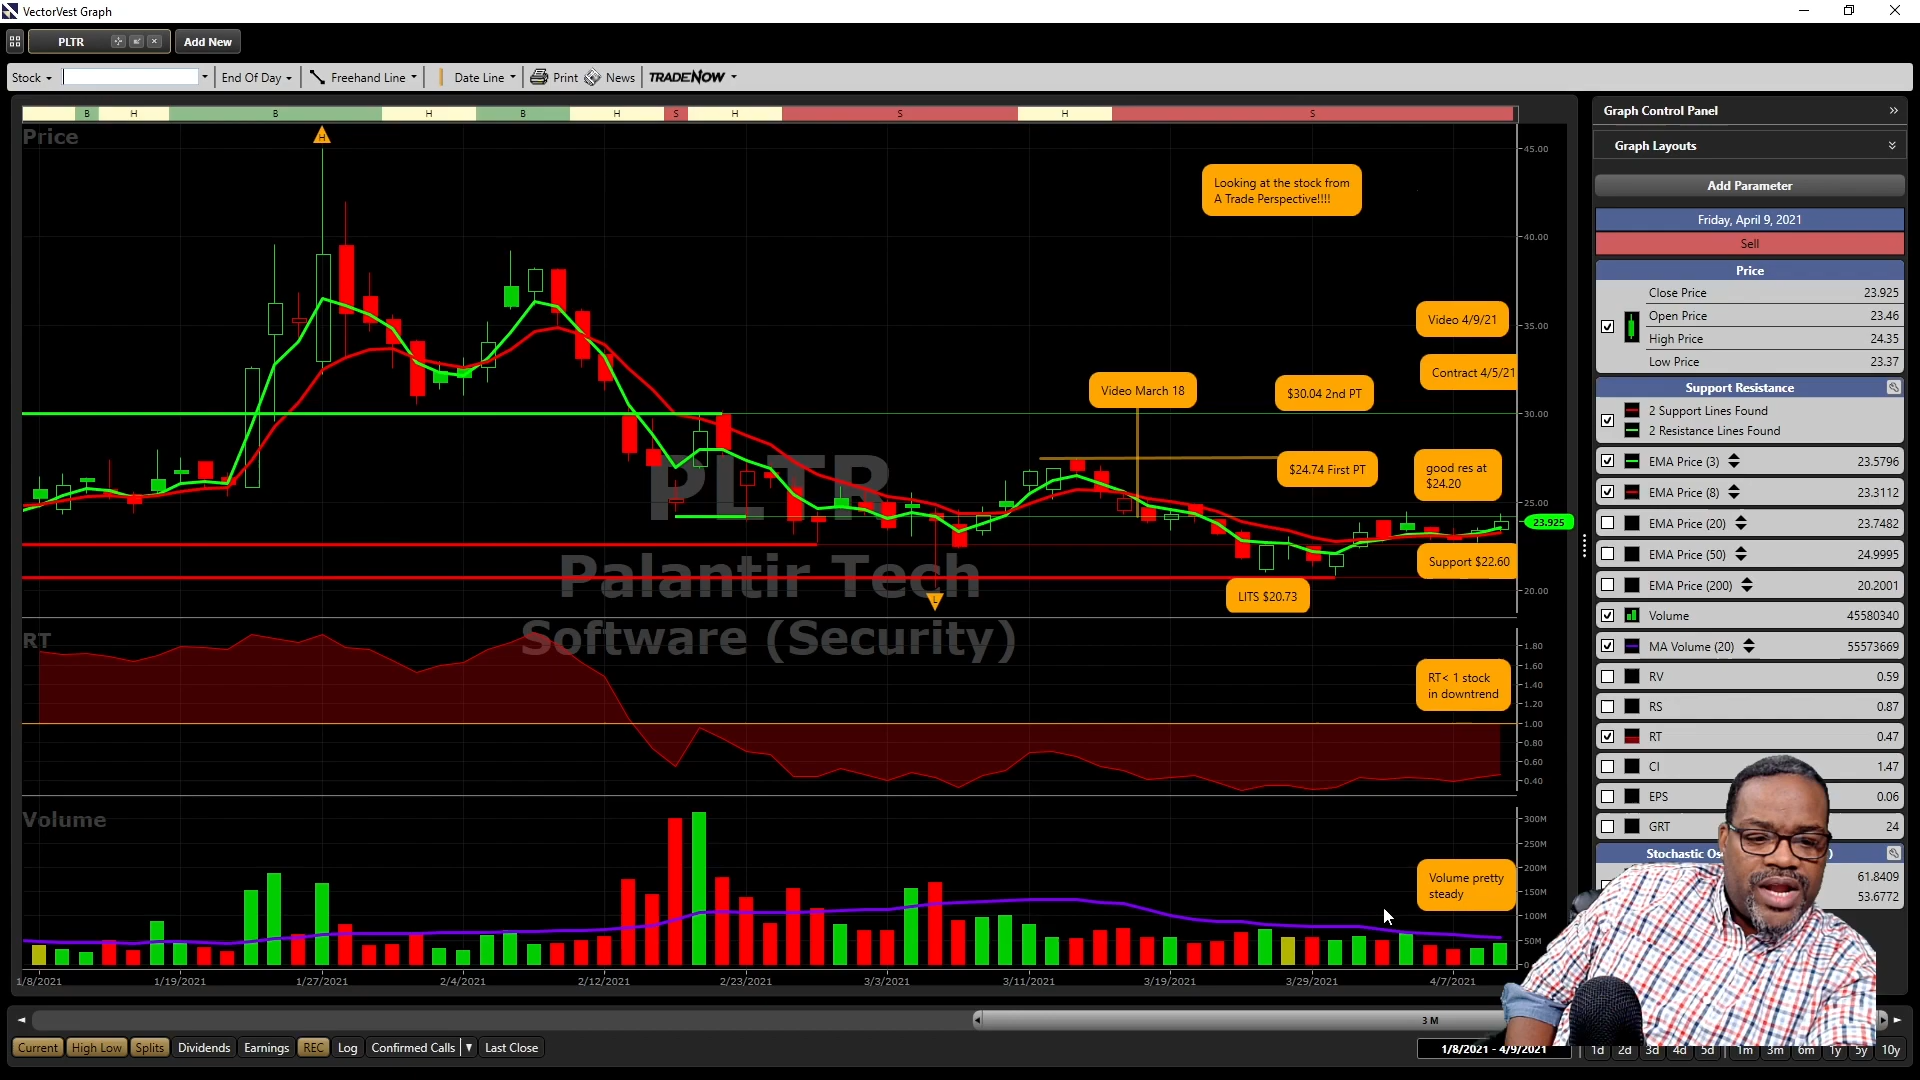 VectorVest Graph
PLTR
Add New
Stock
End Of Day
Freehand Line
Date Line
Print
News
TRADENOW
B H B H B H S H S H S
Price
H
45.00
40.00
35.00
30.00
25.00
23.925
20.00
Looking at the stock from
A Trade Perspective!!!!
Video 4/9/21
Contract 4/5/21
Video March 18
$30.04 2nd PT
$24.74 First PT
good res at
$24.20
Support $22.60
LITS $20.73
L
PLTR
Palantir Tech
Software (Security)
RT
1.80
1.60
1.40
1.20
1.00
0.80
0.60
0.40
RT< 1 stock
in downtrend
Volume
300M
250M
200M
150M
100M
50M
0
Volume pretty
steady
1/8/2021 1/19/2021 1/27/2021 2/4/2021 2/12/2021 2/23/2021 3/3/2021 3/11/2021 3/19/2021 3/29/2021 4/7/2021
3 M
Current
High Low
Splits
Dividends
Earnings
REC
Log
Confirmed Calls
Last Close
1/8/2021 - 4/9/2021
1d 2d 3d 4d 5d 1m 3m 6m 1y 5y 10y
Graph Control Panel
Graph Layouts
Add Parameter
Friday, April 9, 2021
Sell
Price
Close Price 23.925
Open Price 23.46
High Price 24.35
Low Price 23.37
Support Resistance
2 Support Lines Found
2 Resistance Lines Found
EMA Price (3) 23.5796
EMA Price (8) 23.3112
EMA Price (20) 23.7482
EMA Price (50) 24.9995
EMA Price (200) 20.2001
Volume 45580340
MA Volume (20) 55573669
RV 0.59
RS 0.87
RT 0.47
CI 1.47
EPS 0.06
GRT 24
Stochastic Os
61.8409
53.6772